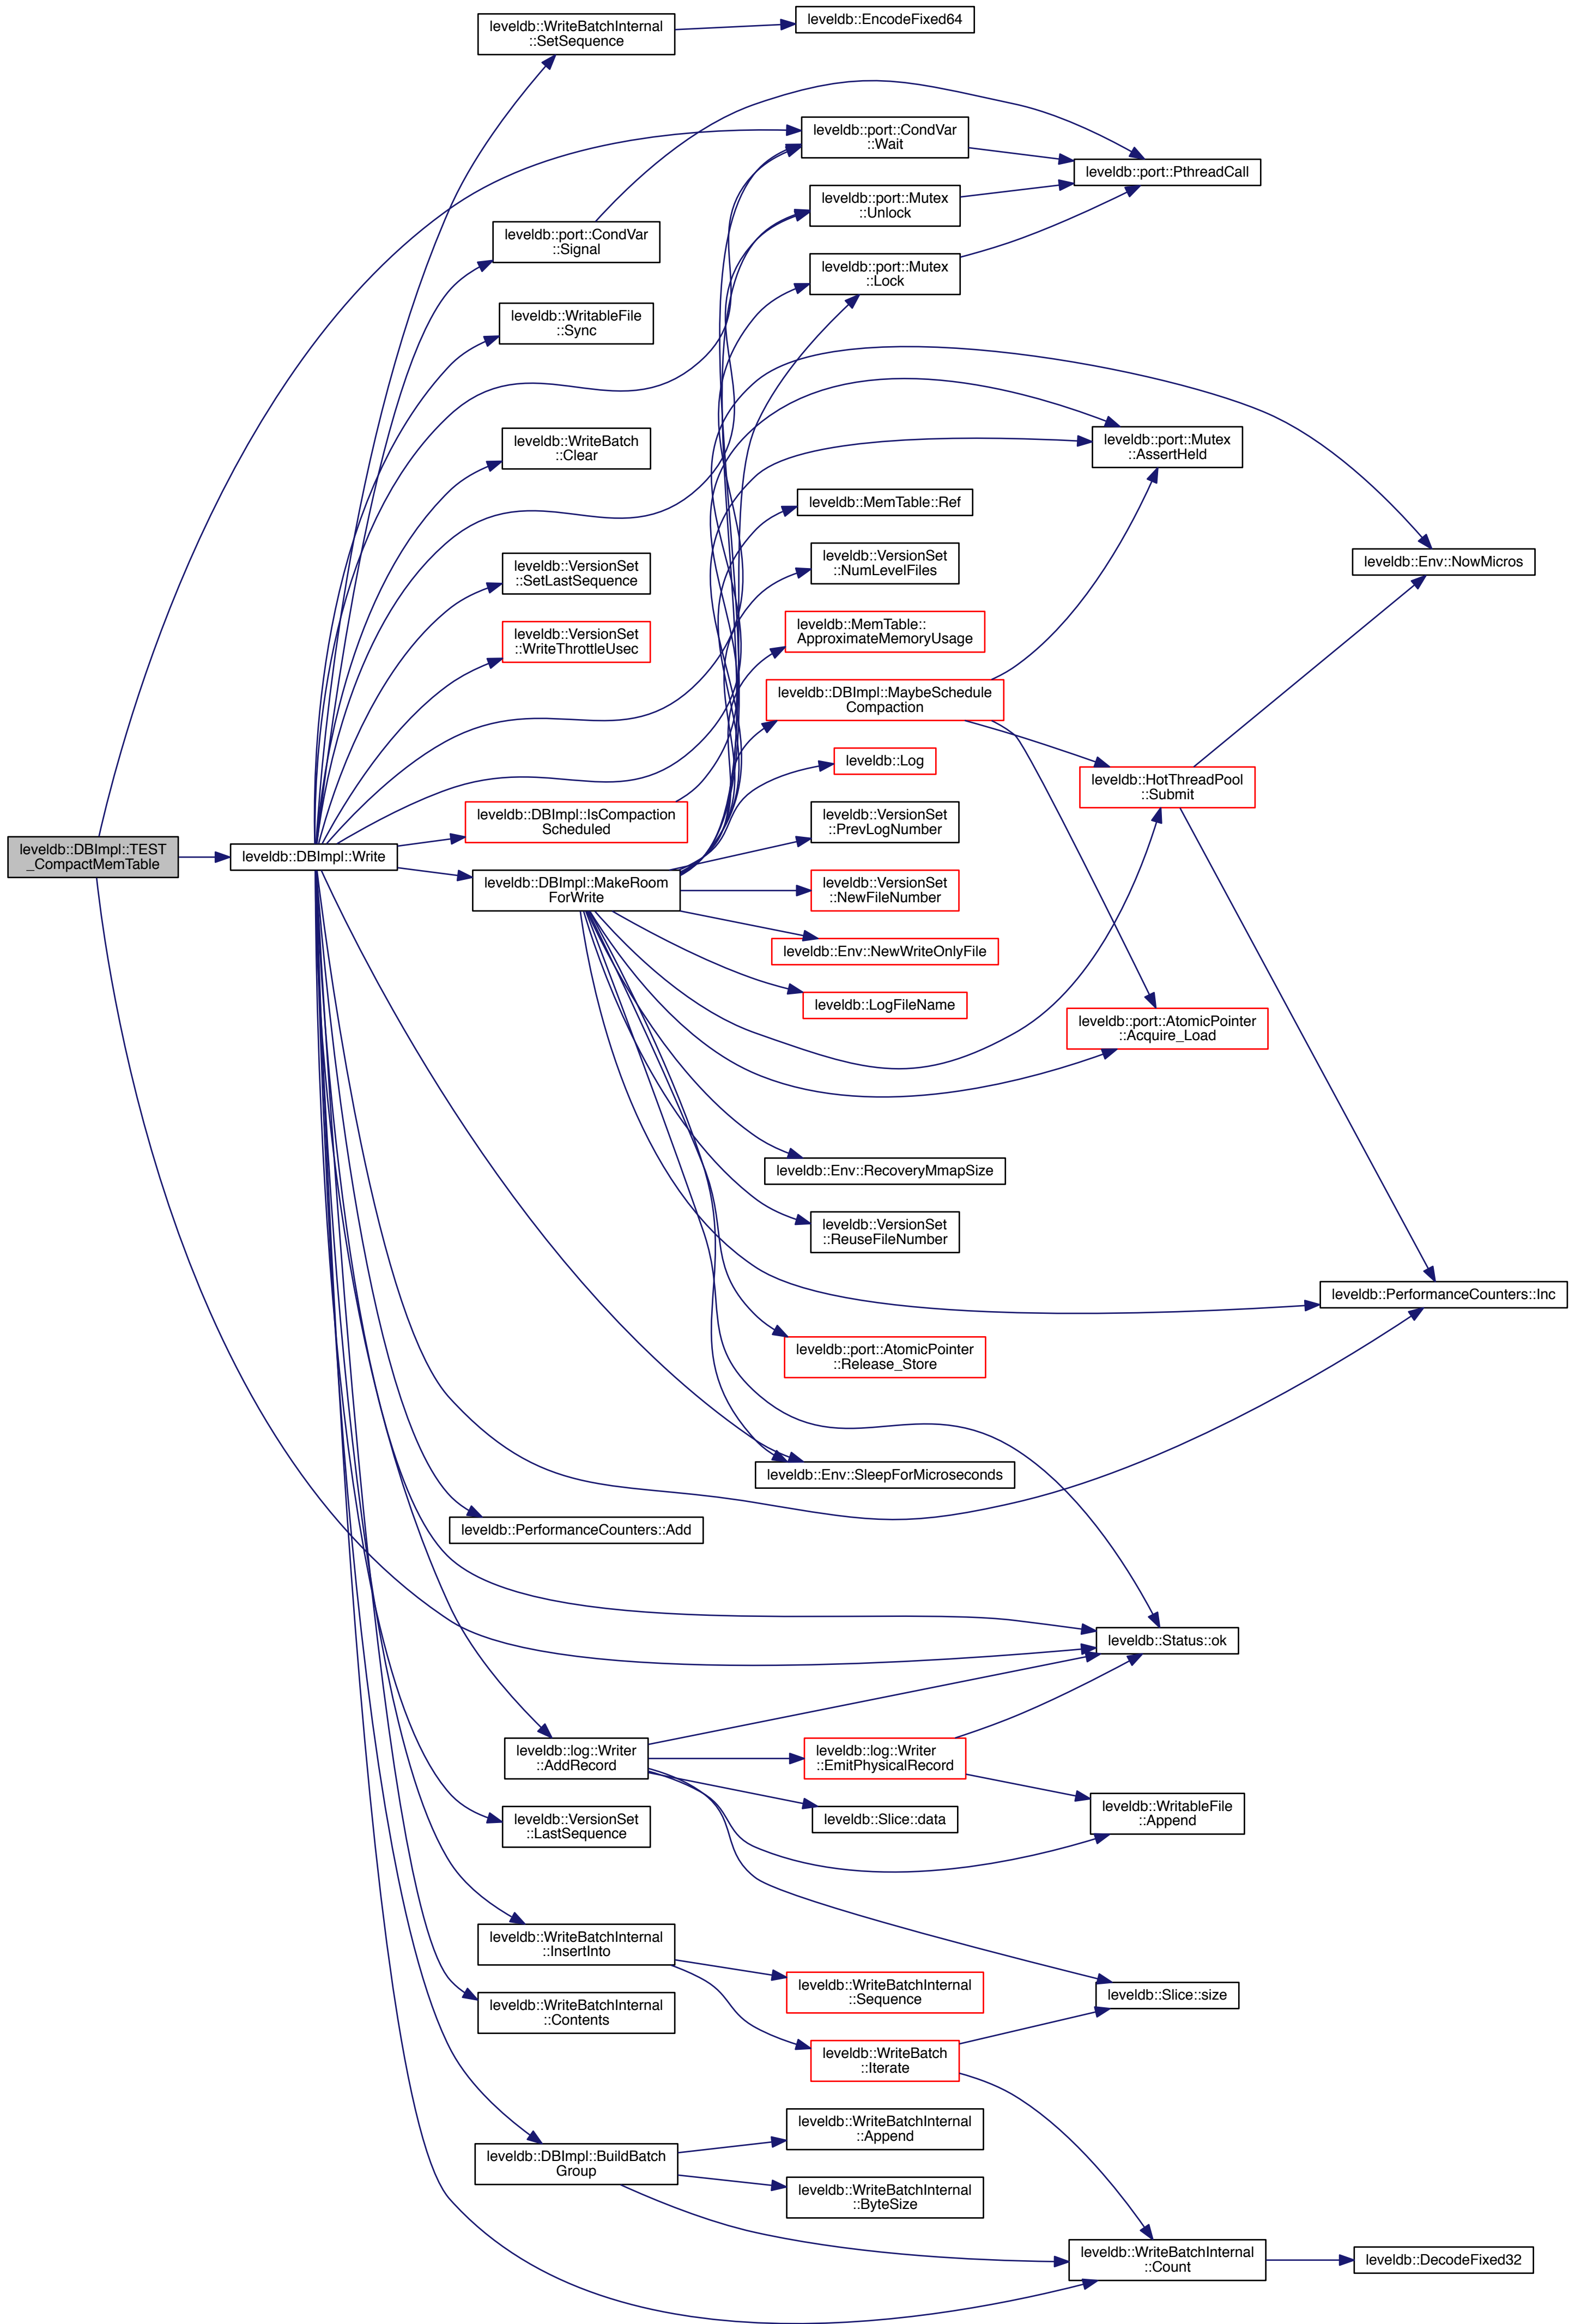 leveldb::WriteBatchInternal
::SetSequence
leveldb::EncodeFixed64
leveldb::port::CondVar
::Wait
leveldb::port::PthreadCall
leveldb::port::Mutex
::Unlock
leveldb::port::CondVar
::Signal
leveldb::port::Mutex
::Lock
leveldb::WritableFile
::Sync
leveldb::WriteBatch
::Clear
leveldb::port::Mutex
::AssertHeld
leveldb::MemTable::Ref
leveldb::VersionSet
::NumLevelFiles
leveldb::Env::NowMicros
leveldb::VersionSet
::SetLastSequence
leveldb::VersionSet
::WriteThrottleUsec
leveldb::MemTable::
ApproximateMemoryUsage
leveldb::DBImpl::MaybeSchedule
Compaction
leveldb::Log
leveldb::HotThreadPool
::Submit
leveldb::DBImpl::IsCompaction
Scheduled
leveldb::VersionSet
::PrevLogNumber
leveldb::DBImpl::TEST
_CompactMemTable
leveldb::DBImpl::Write
leveldb::DBImpl::MakeRoom
ForWrite
leveldb::VersionSet
::NewFileNumber
leveldb::Env::NewWriteOnlyFile
leveldb::LogFileName
leveldb::port::AtomicPointer
::Acquire_Load
leveldb::Env::RecoveryMmapSize
leveldb::VersionSet
::ReuseFileNumber
leveldb::PerformanceCounters::Inc
leveldb::port::AtomicPointer
::Release_Store
leveldb::Env::SleepForMicroseconds
leveldb::PerformanceCounters::Add
leveldb::Status::ok
leveldb::log::Writer
::AddRecord
leveldb::log::Writer
::EmitPhysicalRecord
leveldb::Slice::data
leveldb::WritableFile
::Append
leveldb::VersionSet
::LastSequence
leveldb::WriteBatchInternal
::InsertInto
leveldb::WriteBatchInternal
::Sequence
leveldb::Slice::size
leveldb::WriteBatchInternal
::Contents
leveldb::WriteBatch
::Iterate
leveldb::WriteBatchInternal
::Append
leveldb::DBImpl::BuildBatch
Group
leveldb::WriteBatchInternal
::ByteSize
leveldb::WriteBatchInternal
::Count
leveldb::DecodeFixed32